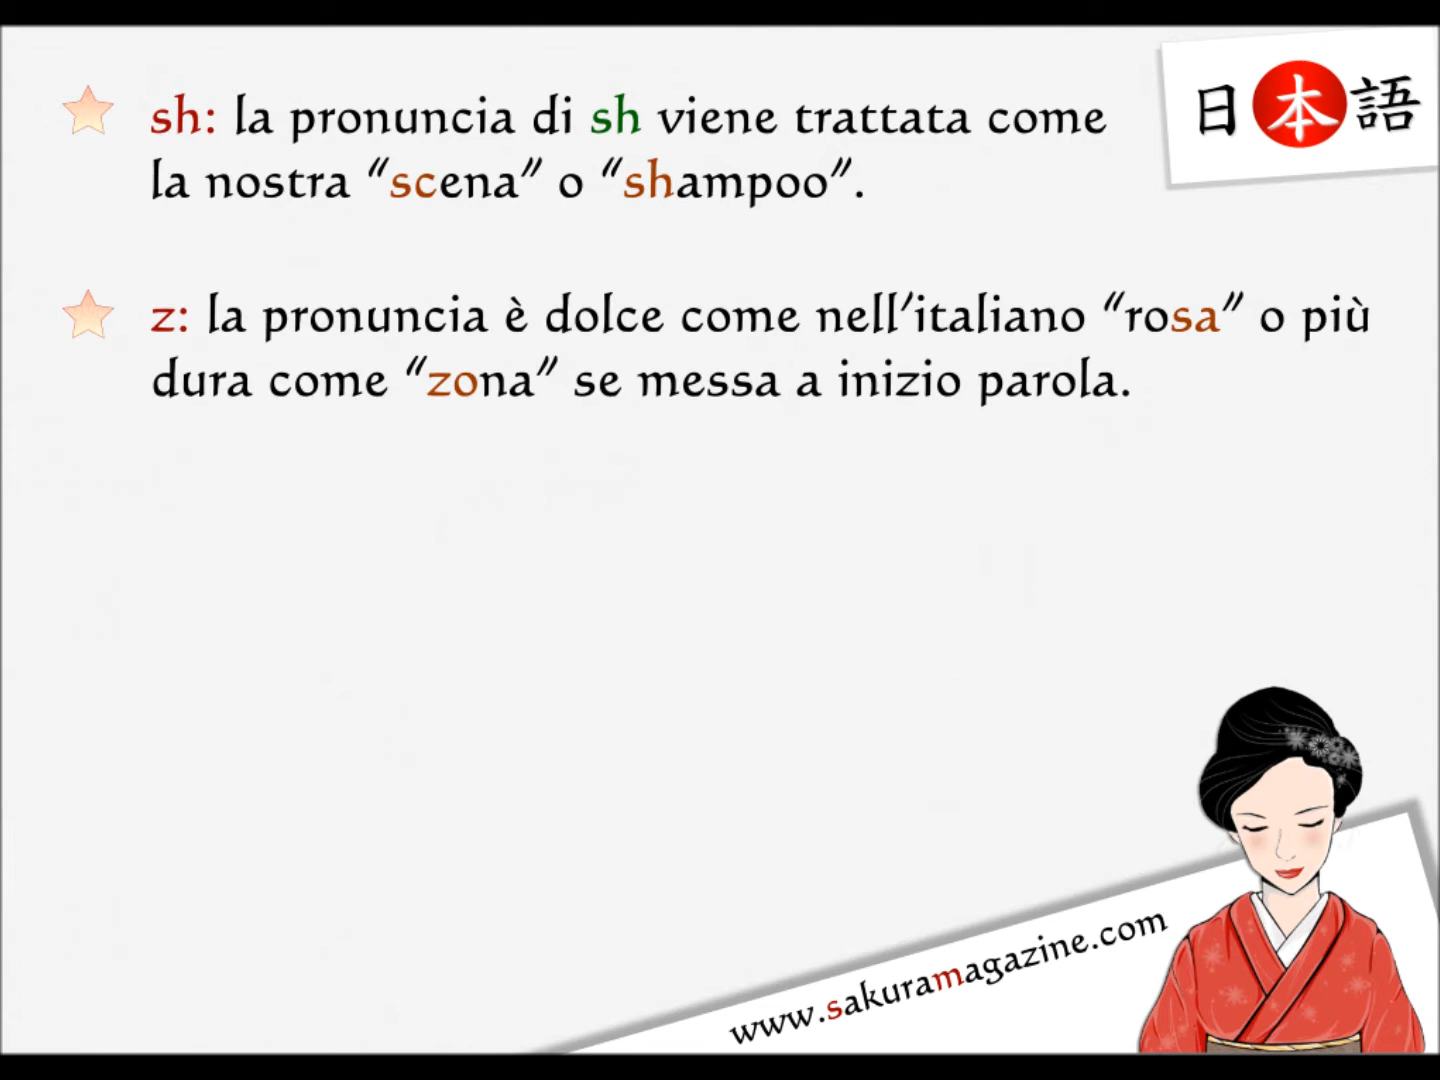 日本語
sh: la pronuncia di sh viene trattata come
la nostra “scena” o “shampoo”.
z: la pronuncia è dolce come nell’italiano “rosa” o più
dura come “zona” se messa a inizio parola.
www.sakuramagazine.com